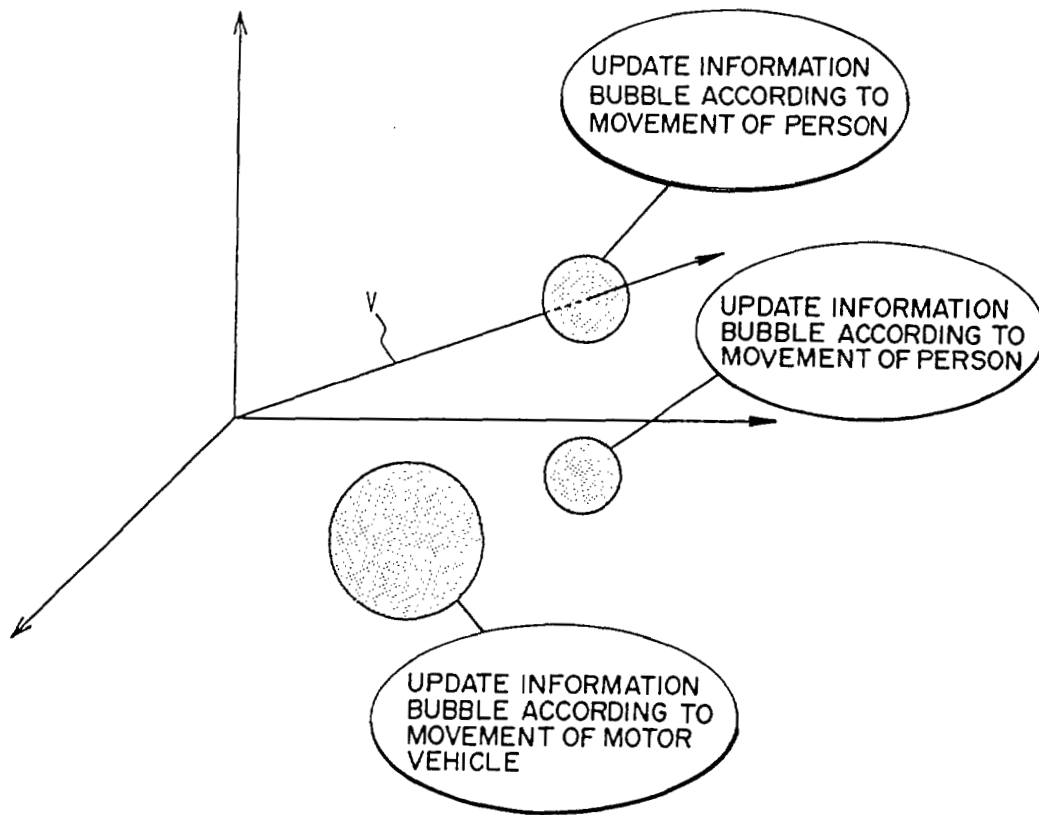 UPDATE INFORMATION
BUBBLE ACCORDING TO
MOVEMENT OF PERSON
V
UPDATE INFORMATION
BUBBLE ACCORDING TO
MOVEMENT OF PERSON
UPDATE INFORMATION
BUBBLE ACCORDING TO
MOVEMENT OF MOTOR
VEHICLE